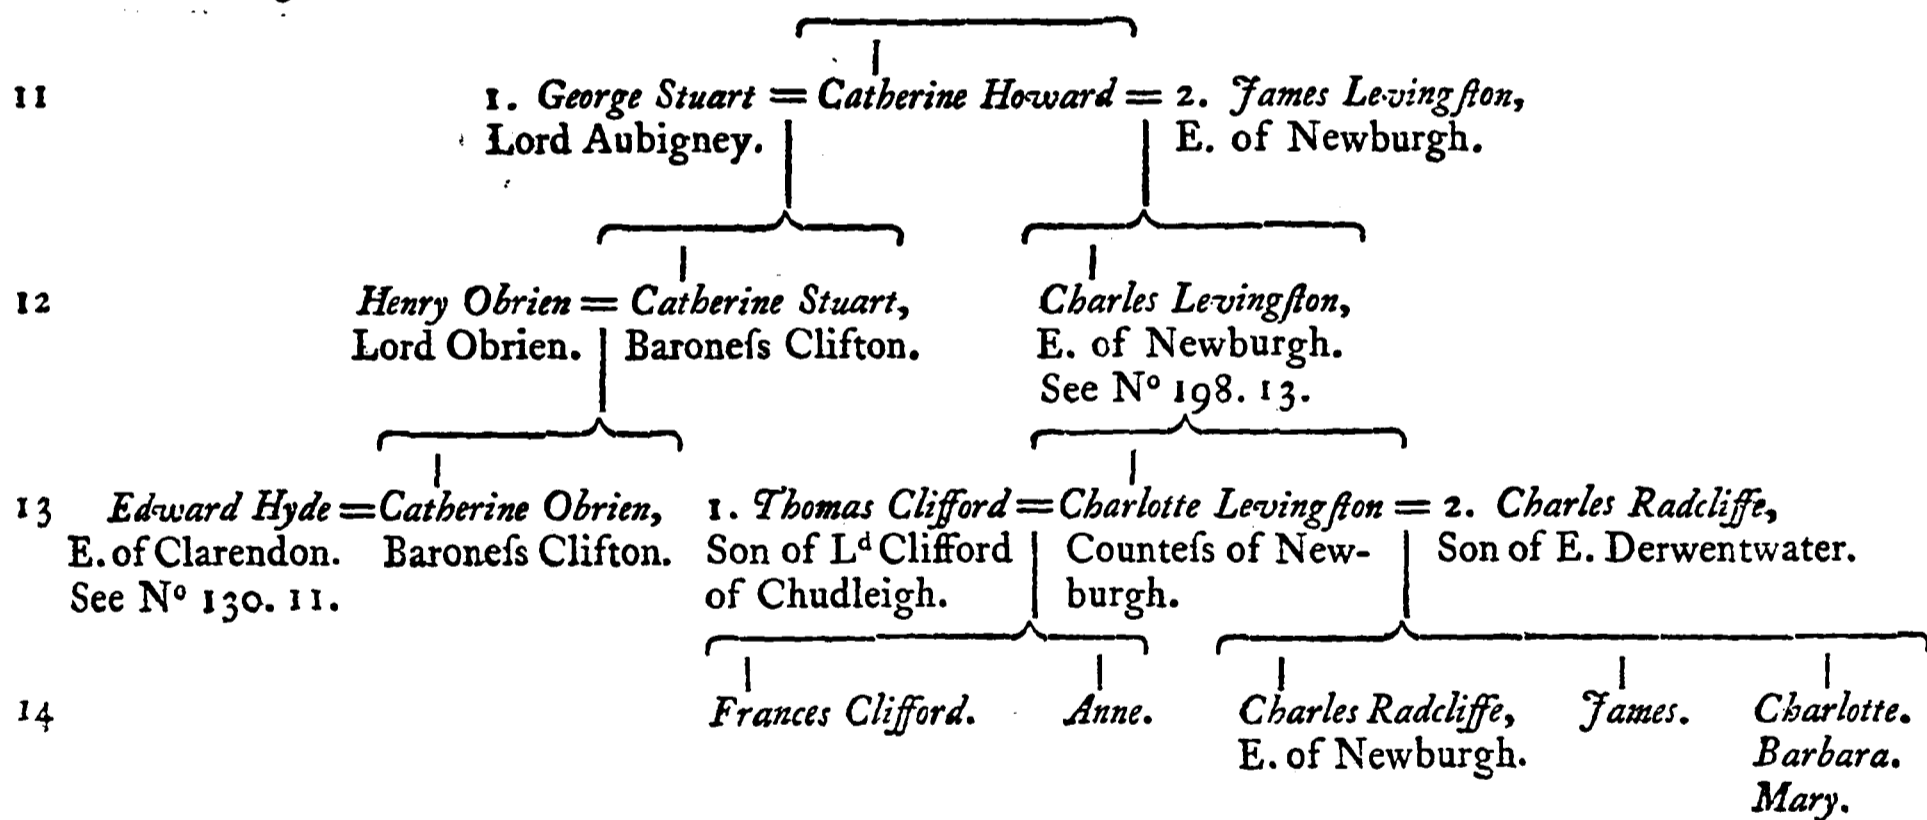 11 1. George Stuart = Catherine Howard = 2. James Levingſton,
Lord Aubigney. E. of Newburgh.
12 Henry Obrien = Catherine Stuart, Charles Levingſton,
Lord Obrien. Baroneſs Clifton. E. of Newburgh.
See Nº 198. 13.
13 Edward Hyde = Catherine Obrien, 1. Thomas Clifford = Charlotte Levingſton = 2. Charles Radcliffe,
E. of Clarendon. Baroneſs Clifton. Son of Lᵈ Clifford Counteſs of New- Son of E. Derwentwater.
See Nº 130. 11. of Chudleigh. burgh.
14 Frances Clifford. Anne. Charles Radcliffe, James. Charlotte.
E. of Newburgh. Barbara.
Mary.